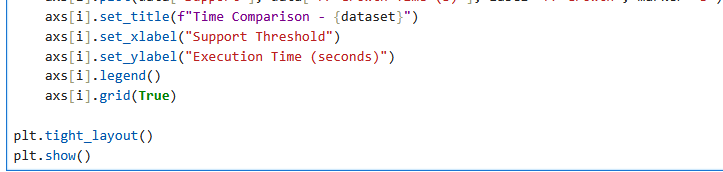 axs[i].set_title(f"Time Comparison - {dataset}")
axs[i].set_xlabel("Support Threshold")
axs[i].set_ylabel("Execution Time (seconds)")
axs[i].legend()
axs[i].grid(True)
plt.tight_layout()
plt.show()